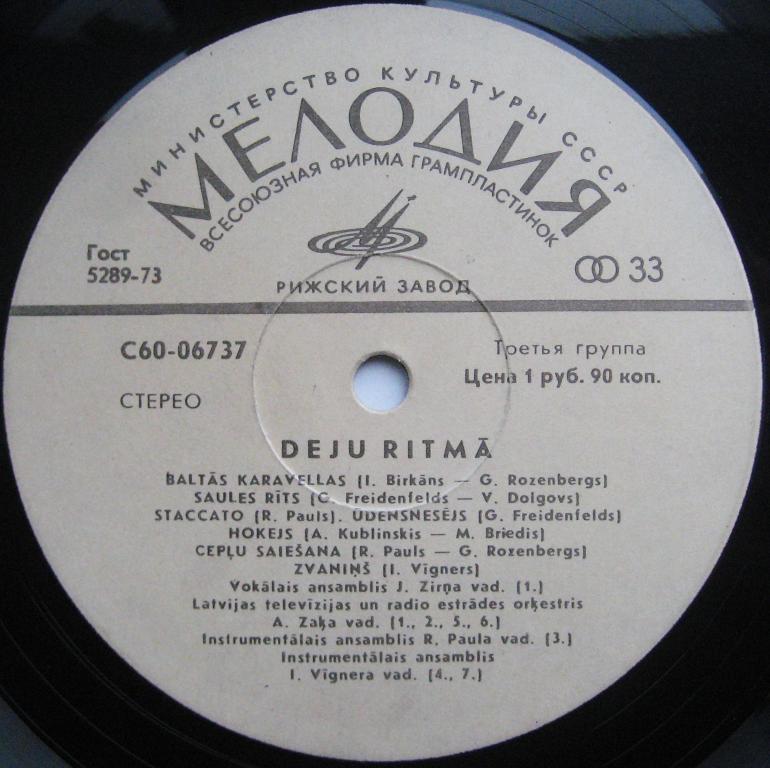 МИНИСТЕРСТВО КУЛЬТУРЫ СССР
МЕЛОДИЯ
ВСЕСОЮЗНАЯ ФИРМА ГРАМПЛАСТИНОК
Гост
5289-73
33
РИЖСКИЙ ЗАВОД
С60-06737
Третья группа
Цена 1 руб. 90 коп.
СТЕРЕО
DEJU RITMĀ
BALTĀS KARAVELLAS (I. Birkāns — G. Rozenbergs)
SAULES RĪTS (G. Freidenfelds — V. Dolgovs)
STACCATO (R. Pauls). ŪDENSNESĒJS (G. Freidenfelds)
HOKEJS (A. Kublinskis — M. Briedis)
CEPĻU SAIEŠANA (R. Pauls — G. Rozenbergs)
ZVANIŅŠ (I. Vīgners)
Vokālais ansamblis J. Zirņa vad. (1.)
Latvijas televīzijas un radio estrādes orķestris
A. Zaķa vad. (1., 2., 5., 6.)
Instrumentālais ansamblis R. Paula vad. (3.)
Instrumentālais ansamblis
I. Vīgnera vad. (4., 7.)